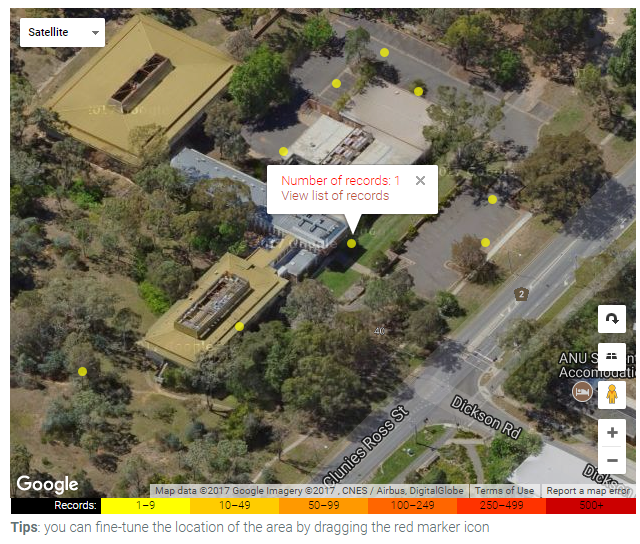 Satellite
Number of records: 1
View list of records
2
40
ANU S
Accomodatio
Dickson Rd
Clunies Ross St
Dickso
Google
Map data ©2017 Google Imagery ©2017 , CNES / Airbus, DigitalGlobe
Terms of Use
Report a map error
Records: 1–9 10–49 50–99 100–249 250–499 500+
Tips: you can fine-tune the location of the area by dragging the red marker icon